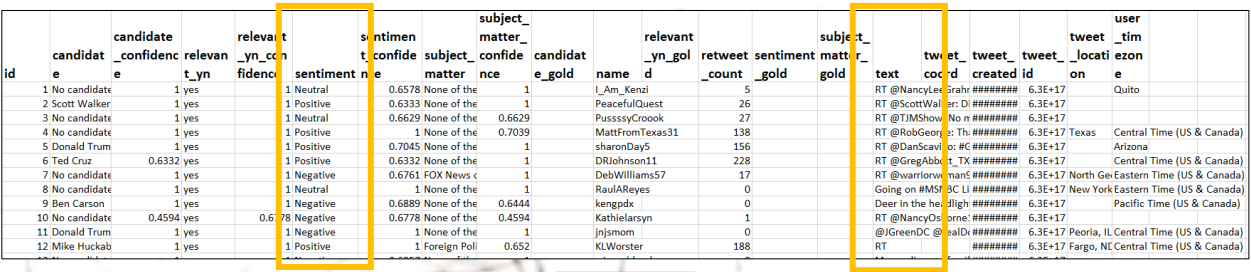 id candidate candidate_confidence relevant_yn relevant_yn_confidence sentiment sentiment_confidence subject_matter subject_matter_confidence candidate_gold name relevant_yn_gold retweet_count sentiment_gold subject_matter_gold text tweet_coord tweet_created tweet_id tweet_location user_timezone
1 No candidate 1 yes 1 Neutral 0.6578 None of the 1 I_Am_Kenzi 5 RT @NancyLeeGrahn ######## 6.3E+17 Quito
2 Scott Walker 1 yes 1 Positive 0.6333 None of the 1 PeacefulQuest 26 RT @ScottWalker: Di ######## 6.3E+17
3 No candidate 1 yes 1 Neutral 0.6629 None of the 0.6629 PussssyCroook 27 RT @TJMShow: No m ######## 6.3E+17
4 No candidate 1 yes 1 Positive 1 None of the 0.7039 MattFromTexas31 138 RT @RobGeorge: Tha ######## 6.3E+17 Texas Central Time (US & Canada)
5 Donald Trum 1 yes 1 Positive 0.7045 None of the 1 sharonDay5 156 RT @DanScavino: #G ######## 6.3E+17 Arizona
6 Ted Cruz 0.6332 yes 1 Positive 0.6332 None of the 1 DRJohnson11 228 RT @GregAbbott_TX ######## 6.3E+17 Central Time (US & Canada)
7 No candidate 1 yes 1 Negative 0.6761 FOX News 1 DebWilliams57 17 RT @warriorwoman9 ######## 6.3E+17 North Ge Eastern Time (US & Canada)
8 No candidate 1 yes 1 Neutral 1 None of the 1 RaulAReyes 0 Going on #MSNBC Li ######## 6.3E+17 New York Eastern Time (US & Canada)
9 Ben Carson 1 yes 1 Negative 0.6889 None of the 0.6444 kengpdx 0 Deer in the headligh ######## 6.3E+17 Pacific Time (US & Canada)
10 No candidate 0.4594 yes 0.6778 Negative 0.6778 None of the 0.4594 Kathielarsyn 1 RT @NancyOsborne ######## 6.3E+17
11 Donald Trum 1 yes 1 Negative 1 None of the 1 jnjsmom 0 @JGreenDC @realDo ######## 6.3E+17 Peoria, IL Central Time (US & Canada)
12 Mike Huckab 1 yes 1 Positive 1 Foreign Poli 0.652 KLWorster 188 RT ######## 6.3E+17 Fargo, ND Central Time (US & Canada)